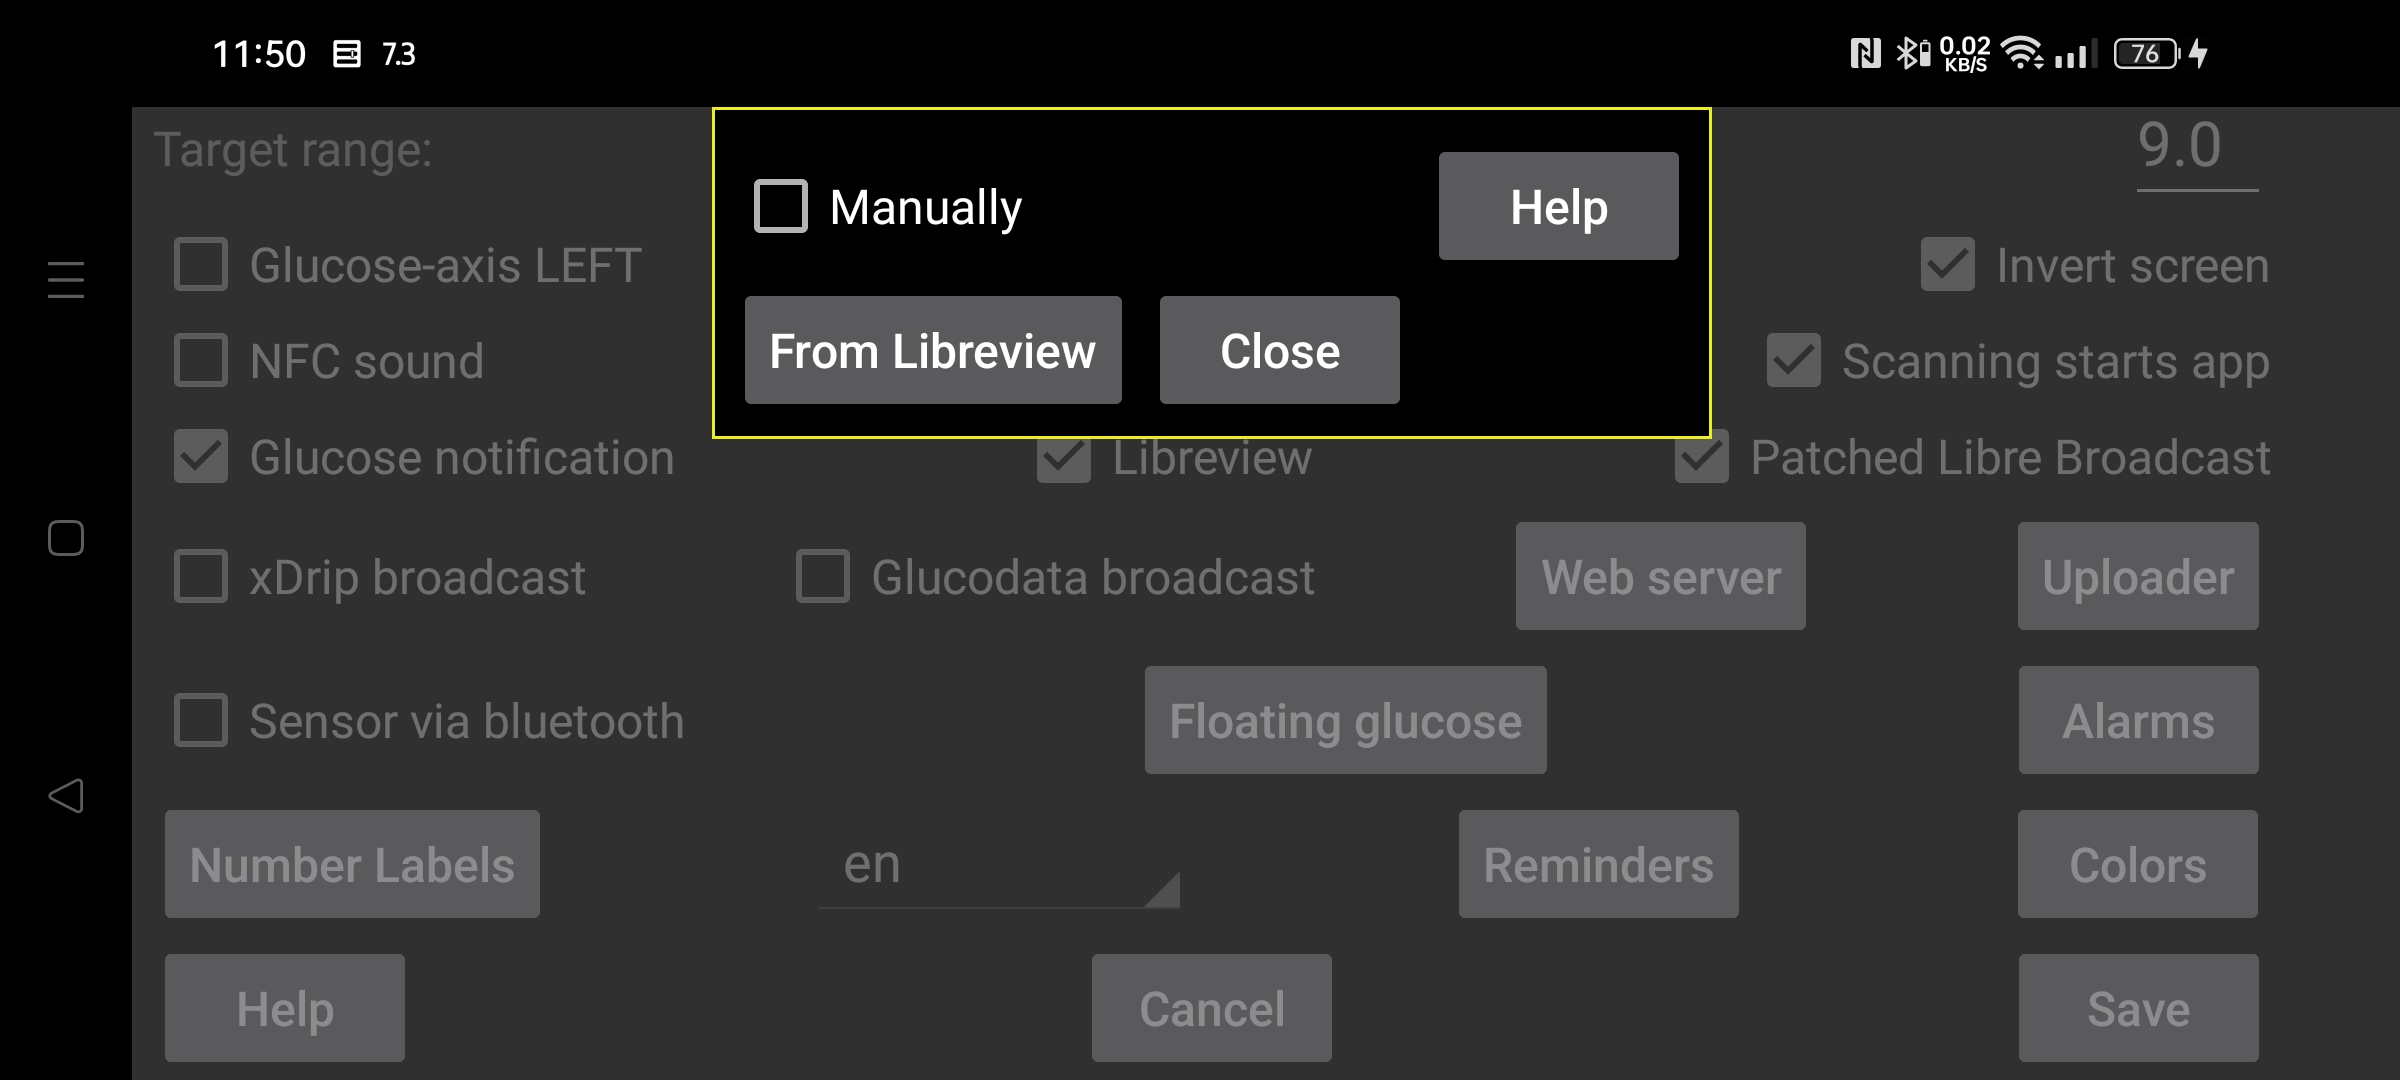 11:50 7.3 0.02 KB/S 76
Target range: 9.0
Manually Help
Glucose-axis LEFT Invert screen
From Libreview Close
NFC sound Scanning starts app
Glucose notification Libreview Patched Libre Broadcast
xDrip broadcast Glucodata broadcast Web server Uploader
Sensor via bluetooth Floating glucose Alarms
Number Labels en Reminders Colors
Help Cancel Save